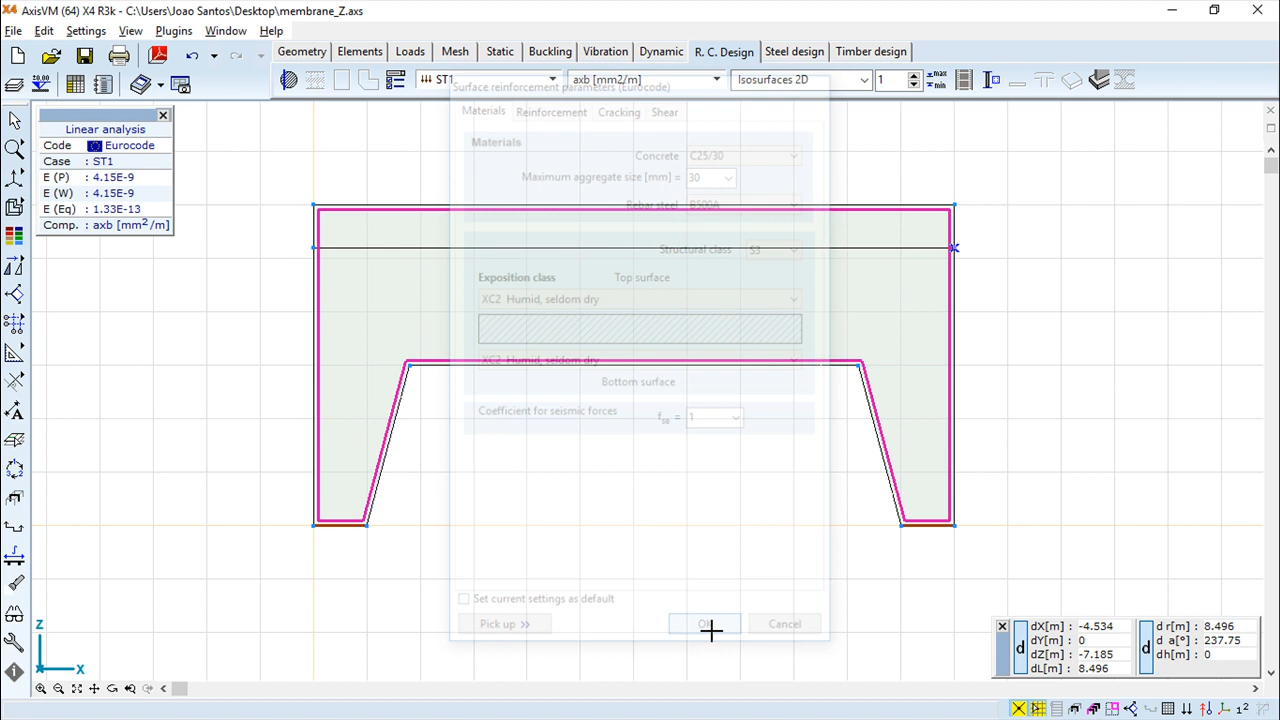 AxisVM (64) X4 R3k - C:\Users\Joao Santos\Desktop\membrane_Z.axs
File Edit Settings View Plugins Window Help
Geometry Elements Loads Mesh Static Buckling Vibration Dynamic R. C. Design Steel design Timber design
ST1 axb [mm2/m] Isosurfaces 2D 1 max min
Surface reinforcement parameters (Eurocode)
Materials Reinforcement Cracking Shear
Linear analysis
Code Eurocode
Case : ST1
E (P) : 4.15E-9
E (W) : 4.15E-9
E (Eq) : 1.33E-13
Comp. : axb [mm²/m]
Materials
Concrete C25/30
Maximum aggregate size [mm] = 30
Rebar steel B500A
Structural class S3
Exposition class Top surface
XC2 Humid, seldom dry
XC2 Humid, seldom dry
Bottom surface
Coefficient for seismic forces fse = 1
Set current settings as default
Pick up >> OK Cancel
Z
X
dX[m] : -4.534
dY[m] : 0
dZ[m] : -7.185
dL[m] : 8.496
d
d r[m] : 8.496
d a[°] : 237.75
dh[m] : 0
d